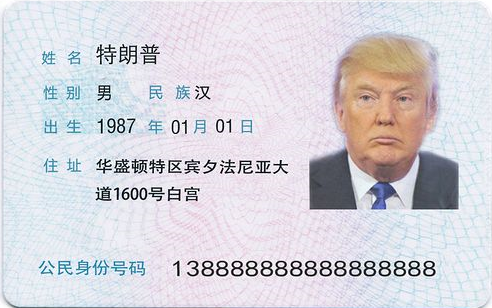 姓名 特朗普
性别 男 民族 汉
出生 1987 年 01 月 01 日
住址 华盛顿特区宾夕法尼亚大
道1600号白宫
公民身份号码 138888888888888888